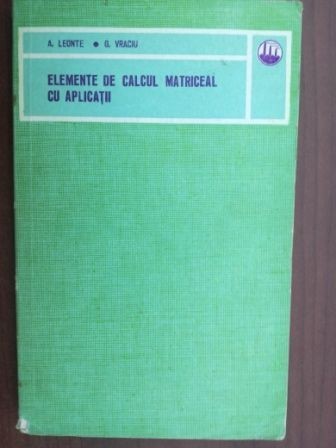 A. LEONTE ● G. VRACIU
ELEMENTE DE CALCUL MATRICEAL
CU APLICAȚII